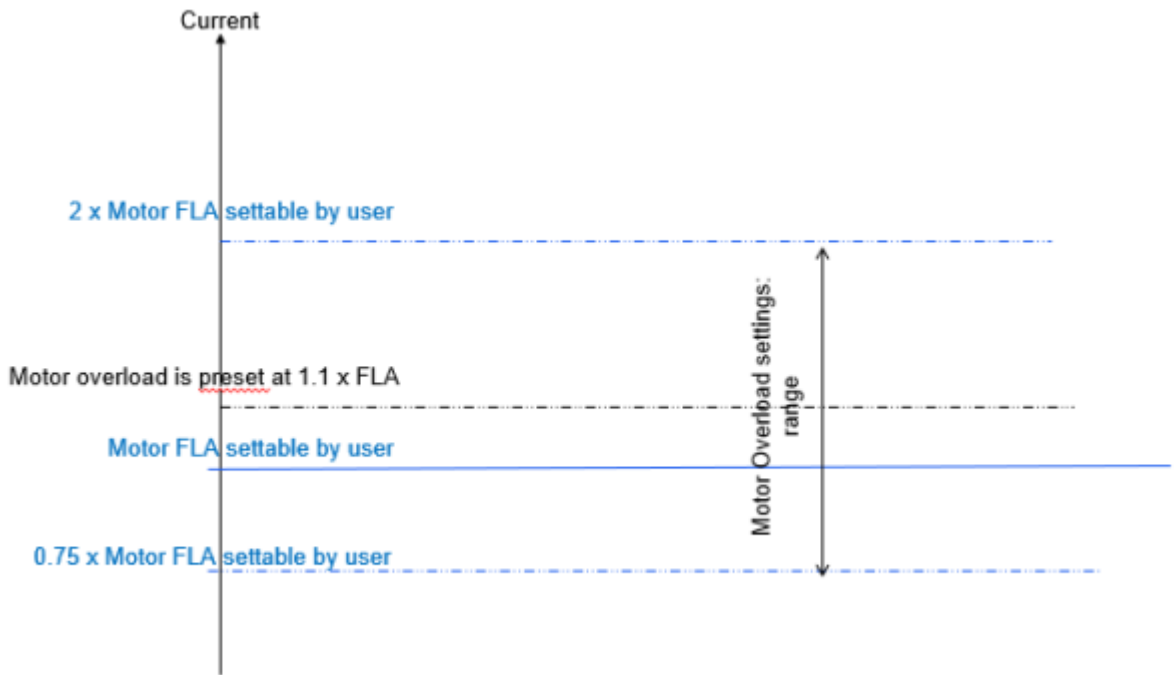 Current
2 x Motor FLA settable by user
Motor overload is preset at 1.1 x FLA
Motor FLA settable by user
0.75 x Motor FLA settable by user
Motor Overload settings:
range